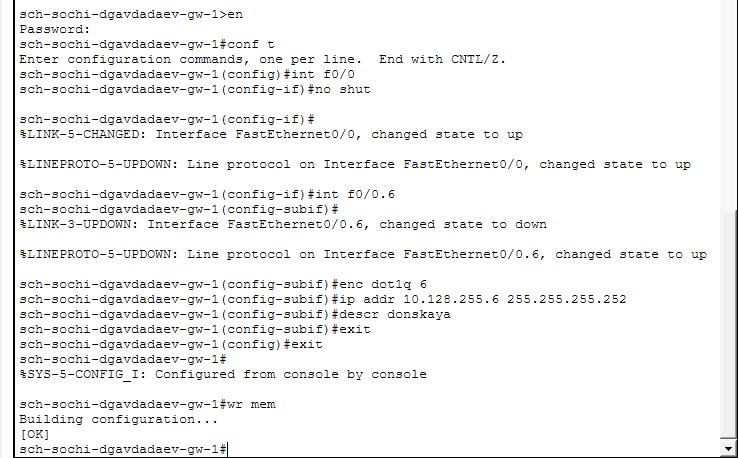 sch-sochi-dgavdadaev-gw-1>en
Password:
sch-sochi-dgavdadaev-gw-1#conf t
Enter configuration commands, one per line.  End with CNTL/Z.
sch-sochi-dgavdadaev-gw-1(config)#int f0/0
sch-sochi-dgavdadaev-gw-1(config-if)#no shut

sch-sochi-dgavdadaev-gw-1(config-if)#
%LINK-5-CHANGED: Interface FastEthernet0/0, changed state to up

%LINEPROTO-5-UPDOWN: Line protocol on Interface FastEthernet0/0, changed state to up

sch-sochi-dgavdadaev-gw-1(config-if)#int f0/0.6
sch-sochi-dgavdadaev-gw-1(config-subif)#
%LINK-3-UPDOWN: Interface FastEthernet0/0.6, changed state to down

%LINEPROTO-5-UPDOWN: Line protocol on Interface FastEthernet0/0.6, changed state to up

sch-sochi-dgavdadaev-gw-1(config-subif)#enc dot1q 6
sch-sochi-dgavdadaev-gw-1(config-subif)#ip addr 10.128.255.6 255.255.255.252
sch-sochi-dgavdadaev-gw-1(config-subif)#descr donskaya
sch-sochi-dgavdadaev-gw-1(config-subif)#exit
sch-sochi-dgavdadaev-gw-1(config)#exit
sch-sochi-dgavdadaev-gw-1#
%SYS-5-CONFIG_I: Configured from console by console

sch-sochi-dgavdadaev-gw-1#wr mem
Building configuration...
[OK]
sch-sochi-dgavdadaev-gw-1#